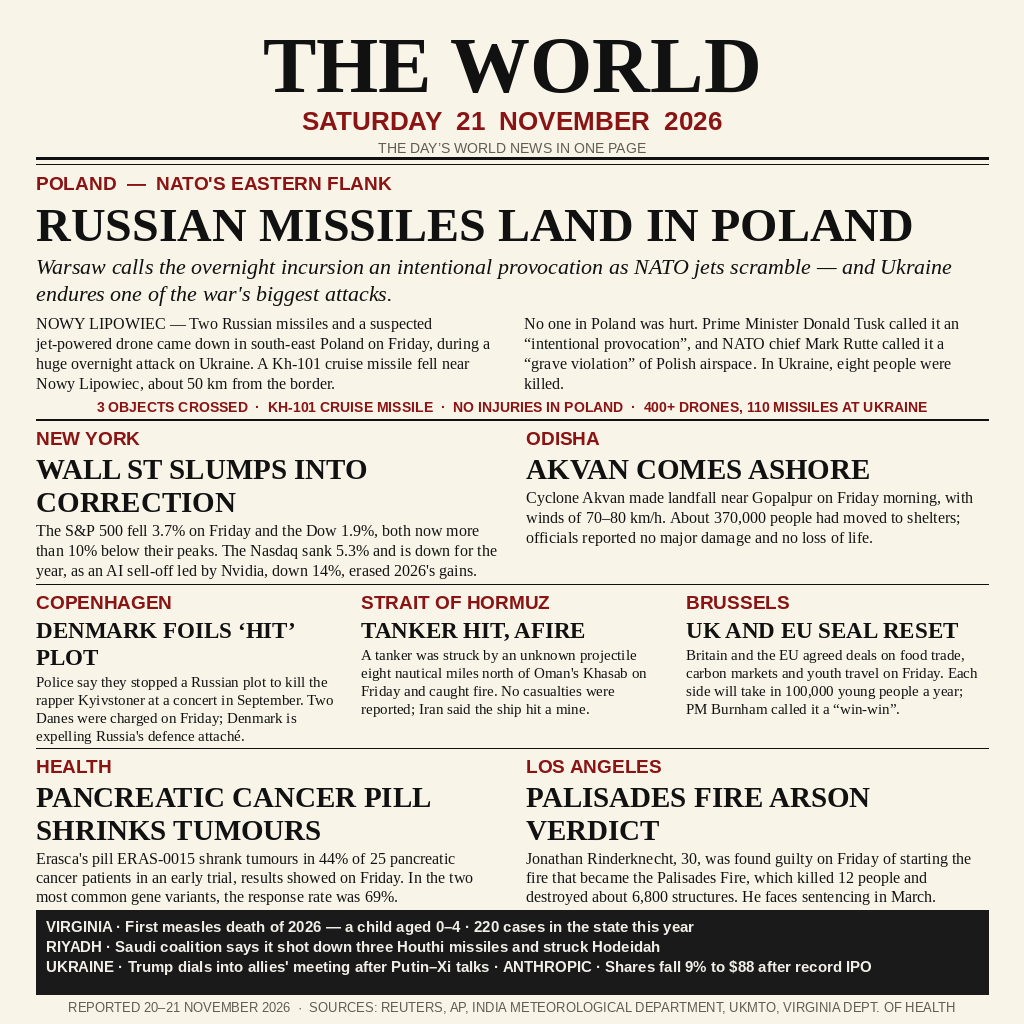 THE WORLD
SATURDAY 21 NOVEMBER 2026
THE DAY’S WORLD NEWS IN ONE PAGE
POLAND — NATO'S EASTERN FLANK
RUSSIAN MISSILES LAND IN POLAND
Warsaw calls the overnight incursion an intentional provocation as NATO jets scramble — and Ukraine
endures one of the war's biggest attacks.
NOWY LIPOWIEC — Two Russian missiles and a suspected
jet-powered drone came down in south-east Poland on Friday, during a
huge overnight attack on Ukraine. A Kh-101 cruise missile fell near
Nowy Lipowiec, about 50 km from the border.
No one in Poland was hurt. Prime Minister Donald Tusk called it an
“intentional provocation”, and NATO chief Mark Rutte called it a
“grave violation” of Polish airspace. In Ukraine, eight people were
killed.
3 OBJECTS CROSSED · KH-101 CRUISE MISSILE · NO INJURIES IN POLAND · 400+ DRONES, 110 MISSILES AT UKRAINE
NEW YORK
WALL ST SLUMPS INTO
CORRECTION
The S&P 500 fell 3.7% on Friday and the Dow 1.9%, both now more
than 10% below their peaks. The Nasdaq sank 5.3% and is down for the
year, as an AI sell-off led by Nvidia, down 14%, erased 2026's gains.
ODISHA
AKVAN COMES ASHORE
Cyclone Akvan made landfall near Gopalpur on Friday morning, with
winds of 70–80 km/h. About 370,000 people had moved to shelters;
officials reported no major damage and no loss of life.
COPENHAGEN
DENMARK FOILS ‘HIT’
PLOT
Police say they stopped a Russian plot to kill the
rapper Kyivstoner at a concert in September. Two
Danes were charged on Friday; Denmark is
expelling Russia's defence attaché.
STRAIT OF HORMUZ
TANKER HIT, AFIRE
A tanker was struck by an unknown projectile
eight nautical miles north of Oman's Khasab on
Friday and caught fire. No casualties were
reported; Iran said the ship hit a mine.
BRUSSELS
UK AND EU SEAL RESET
Britain and the EU agreed deals on food trade,
carbon markets and youth travel on Friday. Each
side will take in 100,000 young people a year;
PM Burnham called it a “win-win”.
HEALTH
PANCREATIC CANCER PILL
SHRINKS TUMOURS
Erasca's pill ERAS-0015 shrank tumours in 44% of 25 pancreatic
cancer patients in an early trial, results showed on Friday. In the two
most common gene variants, the response rate was 69%.
LOS ANGELES
PALISADES FIRE ARSON
VERDICT
Jonathan Rinderknecht, 30, was found guilty on Friday of starting the
fire that became the Palisades Fire, which killed 12 people and
destroyed about 6,800 structures. He faces sentencing in March.
VIRGINIA · First measles death of 2026 — a child aged 0–4 · 220 cases in the state this year
RIYADH · Saudi coalition says it shot down three Houthi missiles and struck Hodeidah
UKRAINE · Trump dials into allies' meeting after Putin–Xi talks · ANTHROPIC · Shares fall 9% to $88 after record IPO
REPORTED 20–21 NOVEMBER 2026 · SOURCES: REUTERS, AP, INDIA METEOROLOGICAL DEPARTMENT, UKMTO, VIRGINIA DEPT. OF HEALTH